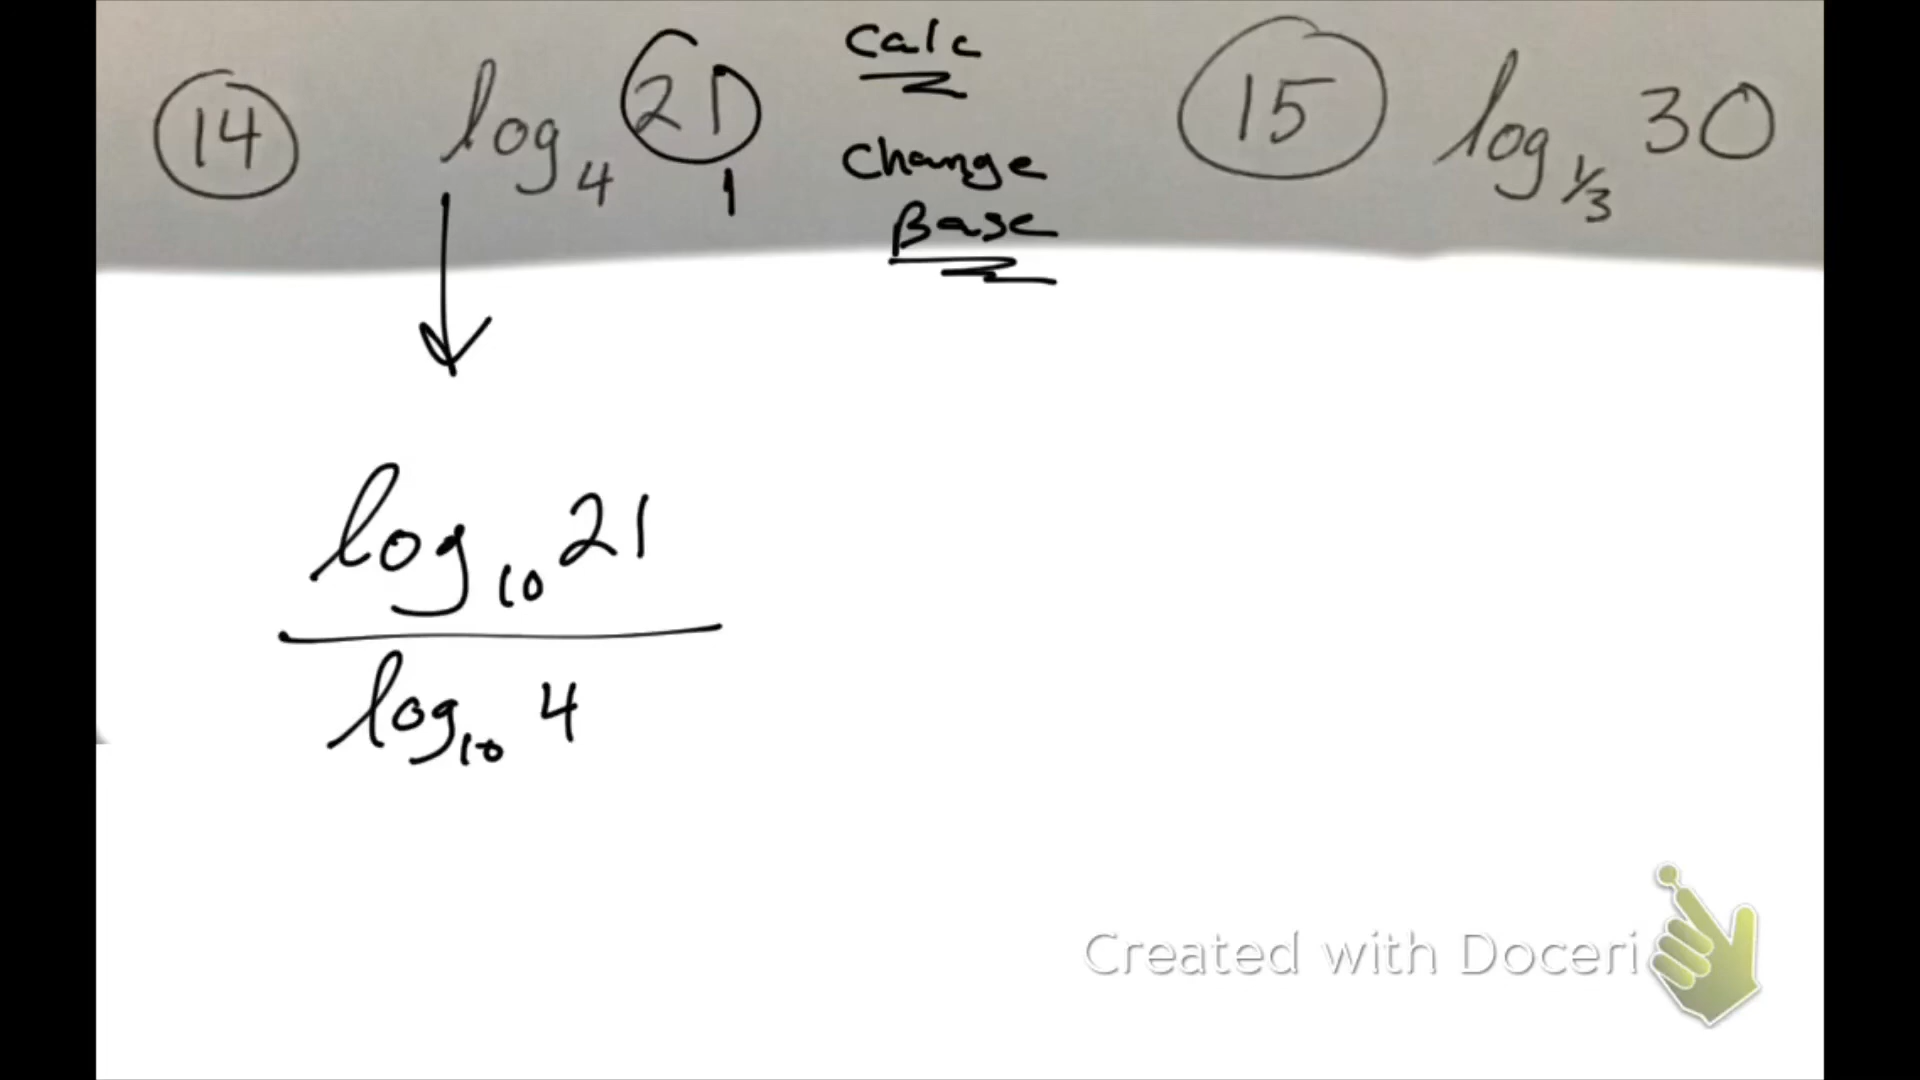 14 log₄ 21 Calc 15 log₁/₃ 30
1 Change
Base
log₁₀ 21
log₁₀ 4
Created with Doceri